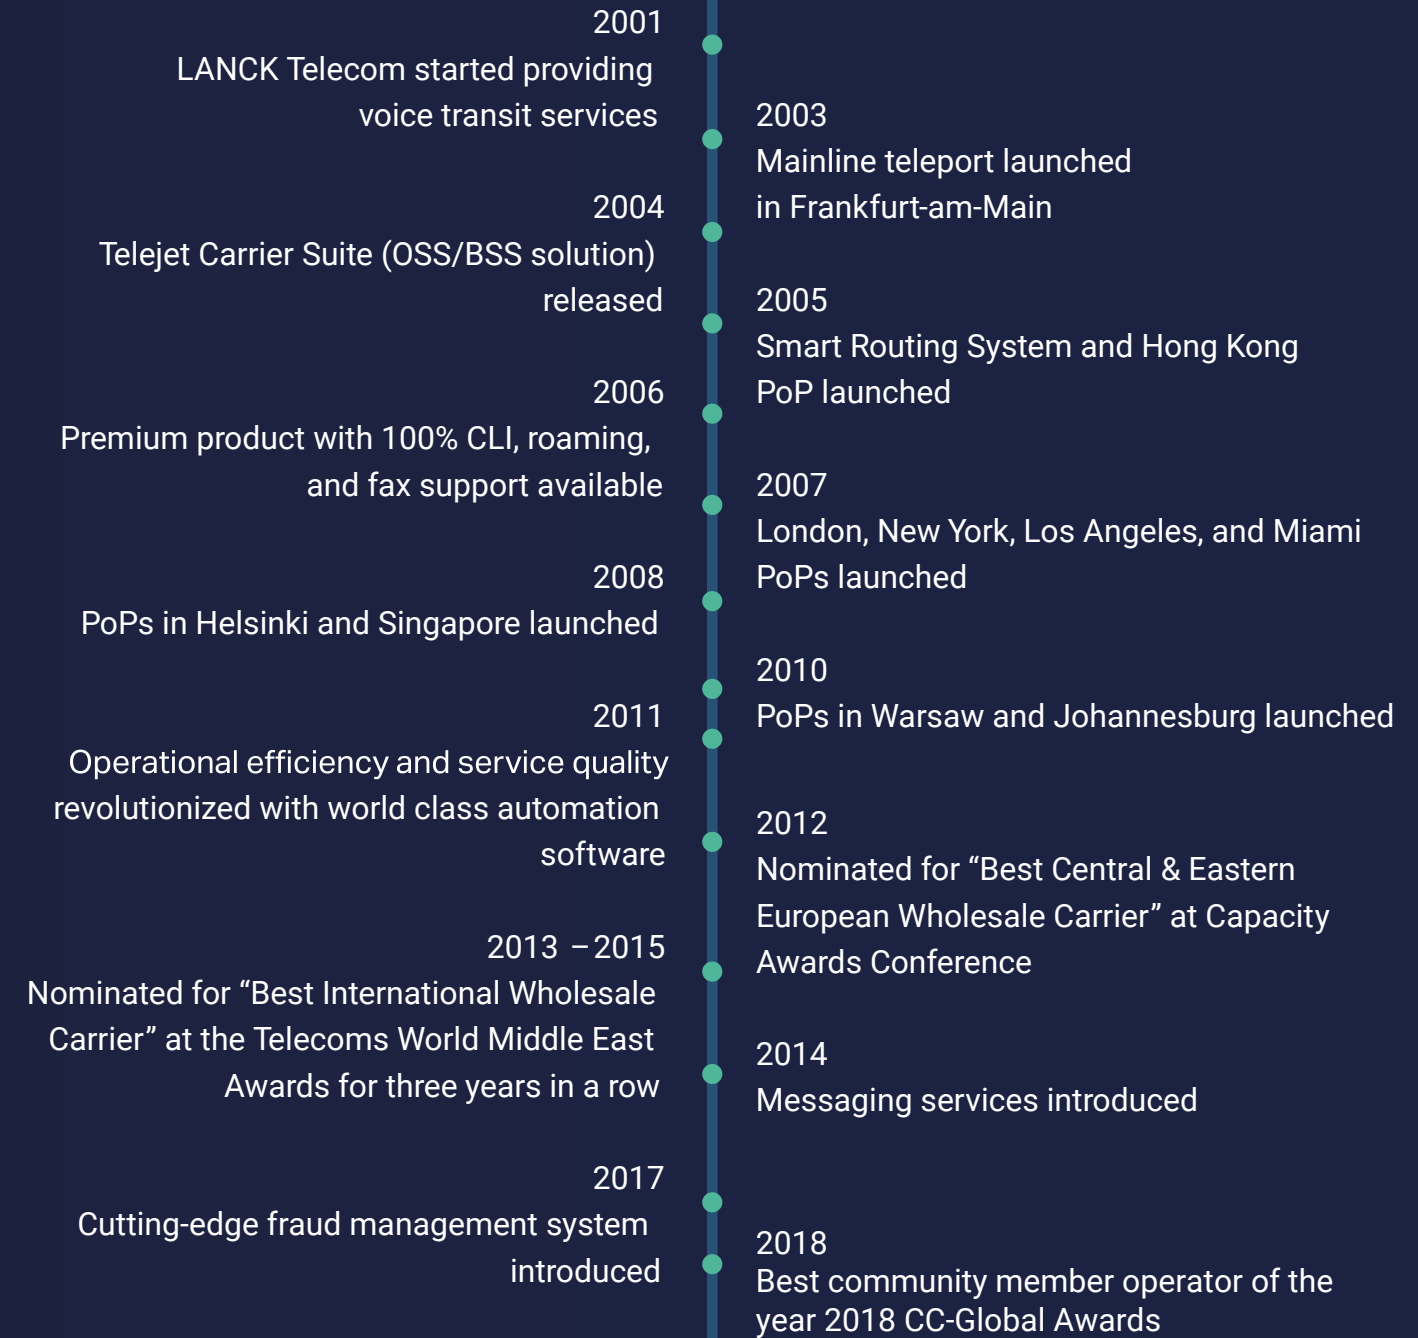 2001
LANCK Telecom started providing
voice transit services
2003
Mainline teleport launched
in Frankfurt-am-Main
2004
Telejet Carrier Suite (OSS/BSS solution)
released
2005
Smart Routing System and Hong Kong
PoP launched
2006
Premium product with 100% CLI, roaming,
and fax support available
2007
London, New York, Los Angeles, and Miami
PoPs launched
2008
PoPs in Helsinki and Singapore launched
2010
PoPs in Warsaw and Johannesburg launched
2011
Operational efficiency and service quality
revolutionized with world class automation
software
2012
Nominated for “Best Central & Eastern
European Wholesale Carrier” at Capacity
Awards Conference
2013 –2015
Nominated for “Best International Wholesale
Carrier” at the Telecoms World Middle East
Awards for three years in a row
2014
Messaging services introduced
2017
Cutting-edge fraud management system
introduced
2018
Best community member operator of the
year 2018 CC-Global Awards